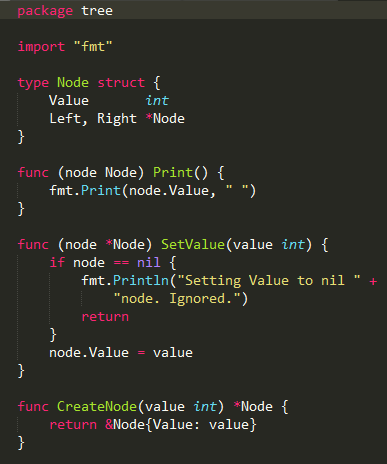 package tree
import "fmt"
type Node struct {
Value int
Left, Right *Node
}
func (node Node) Print() {
fmt.Print(node.Value, " ")
}
func (node *Node) SetValue(value int) {
if node == nil {
fmt.Println("Setting Value to nil " +
"node. Ignored.")
return
}
node.Value = value
}
func CreateNode(value int) *Node {
return &Node{Value: value}
}